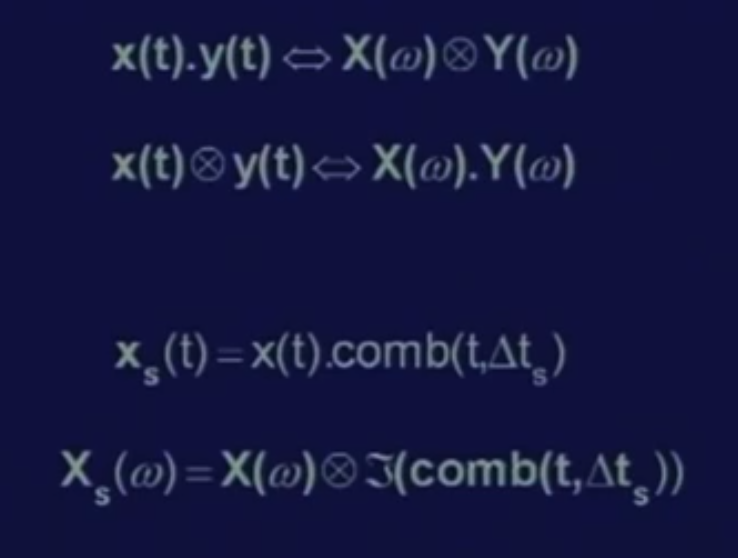 x(t).y(t) ⇔ X(ω)⊗Y(ω)
x(t)⊗y(t) ⇔ X(ω).Y(ω)
xₛ(t) = x(t).comb(t,Δtₛ)
Xₛ(ω) = X(ω)⊗ℑ(comb(t,Δtₛ))